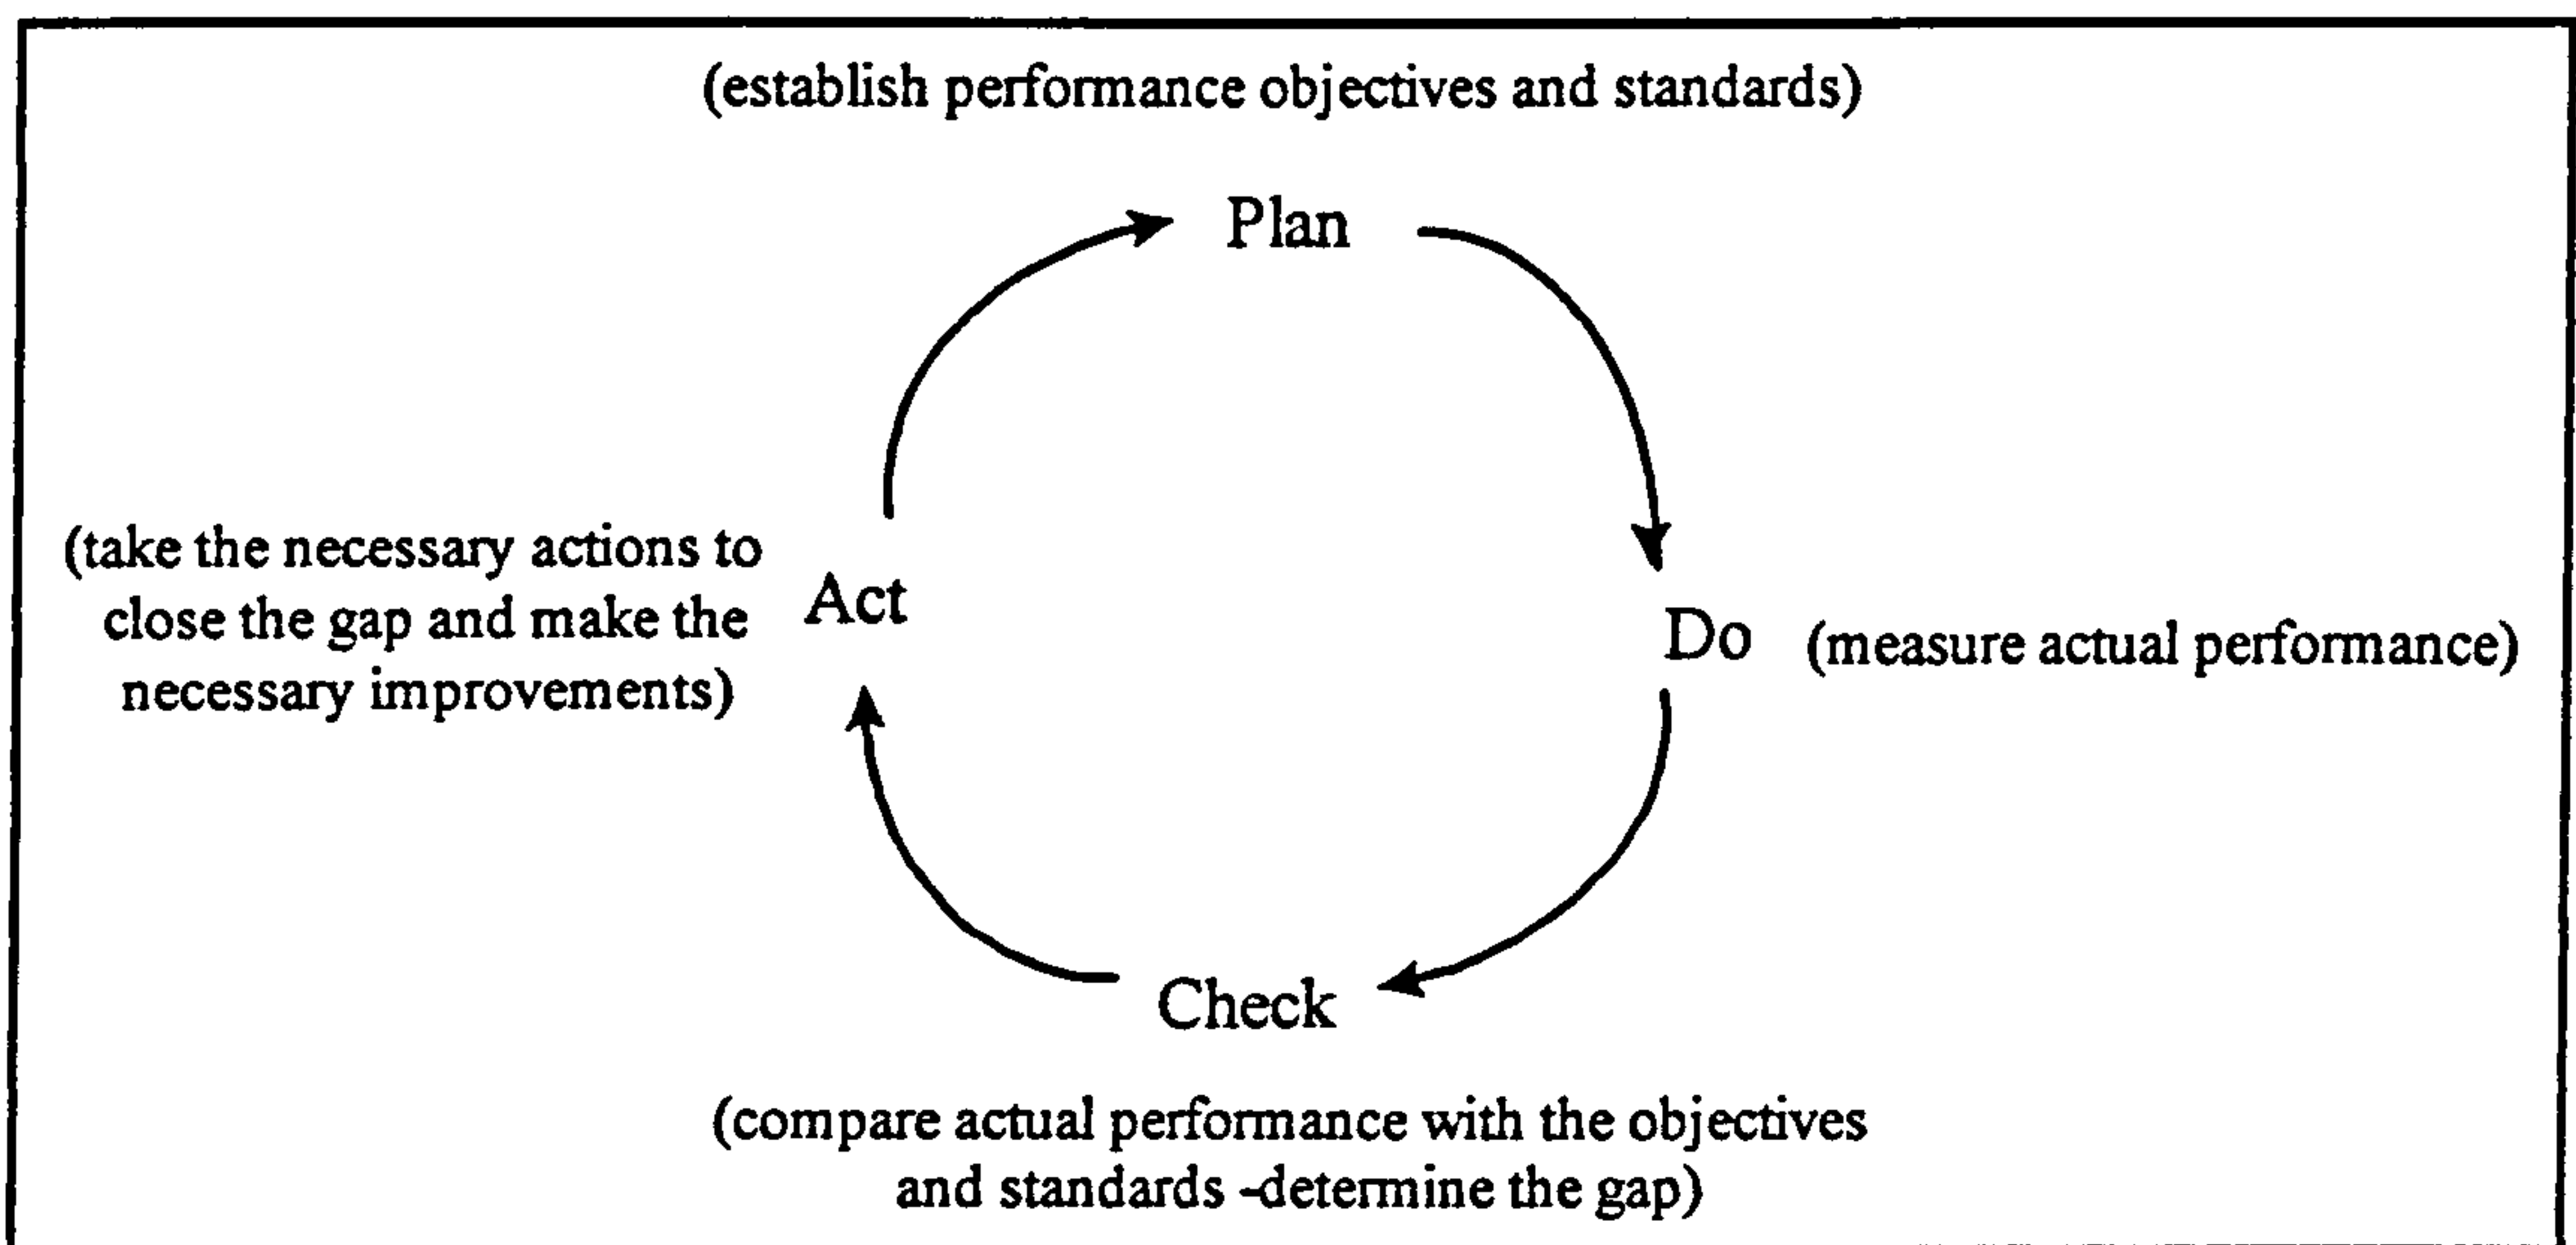 (establish performance objectives and standards)
Plan
(take the necessary actions to
close the gap and make the
necessary improvements)
Act
Do
(measure actual performance)
Check
(compare actual performance with the objectives
and standards -determine the gap)